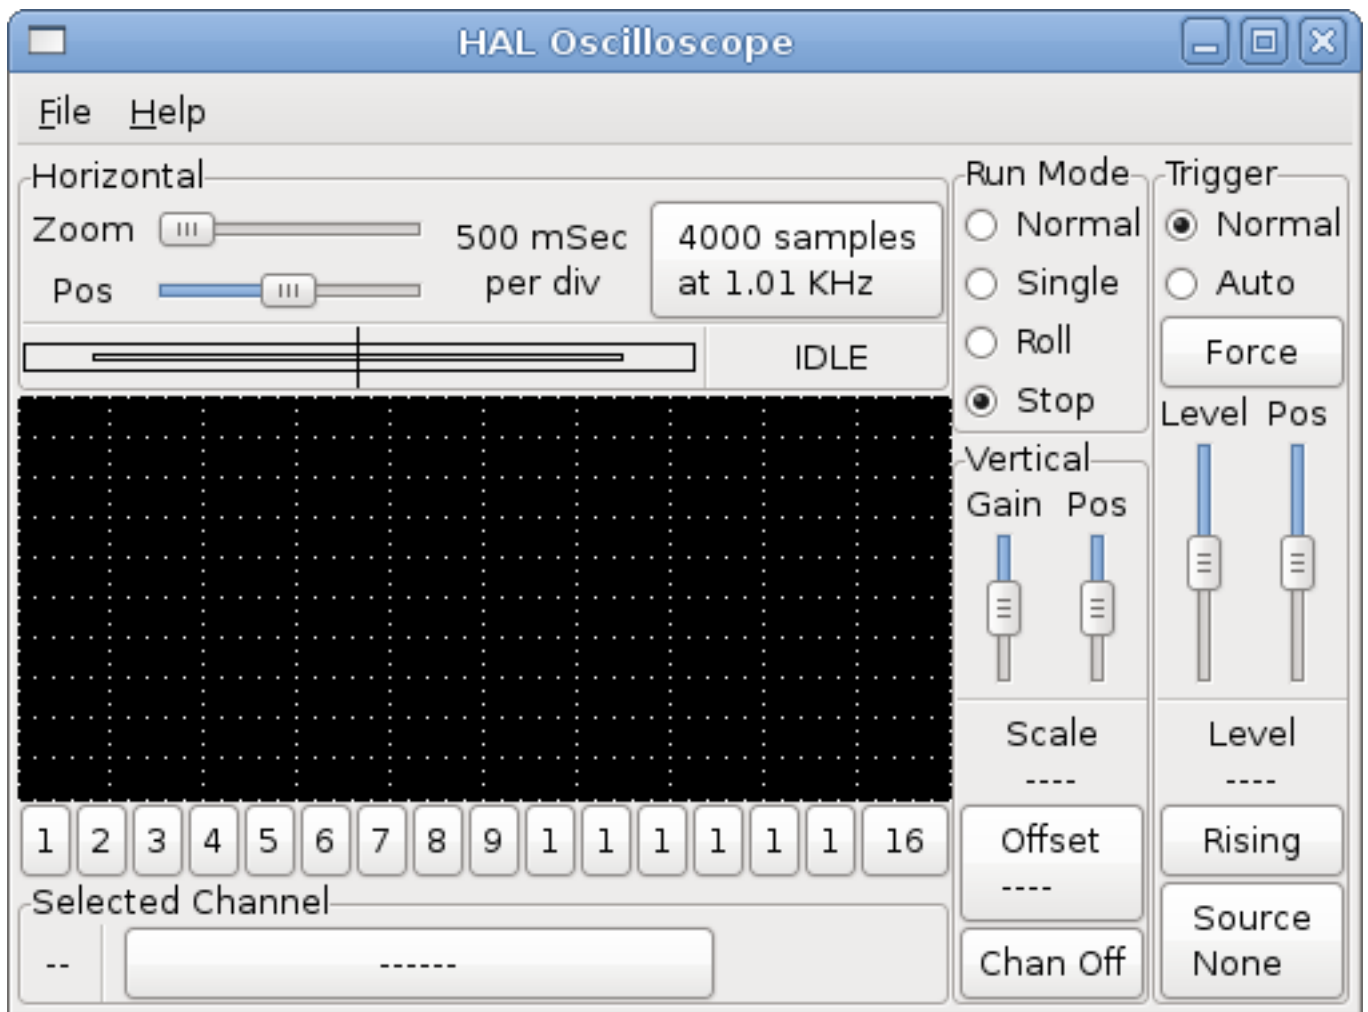 HAL Oscilloscope
File Help
Horizontal
Zoom
Pos
500 mSec
per div
4000 samples
at 1.01 KHz
IDLE
Run Mode
Normal
Single
Roll
Stop
Trigger
Normal
Auto
Force
Level Pos
Vertical
Gain Pos
Scale
----
Level
----
1 2 3 4 5 6 7 8 9 1 1 1 1 1 1 16
Offset
----
Rising
Selected Channel
--
------
Chan Off
Source
None